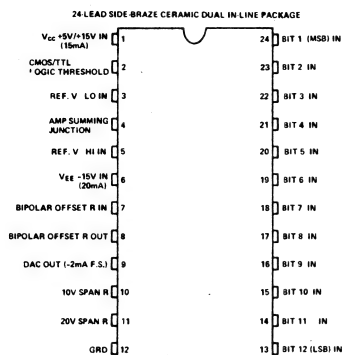 24-LEAD SIDE-BRAZE CERAMIC DUAL IN-LINE PACKAGE
Vcc +5V/+15V IN 1
(15mA)
CMOS/TTL
LOGIC THRESHOLD 2
REF. V LO IN 3
AMP SUMMING
JUNCTION 4
REF. V HI IN 5
VEE -15V IN 6
(20mA)
BIPOLAR OFFSET R IN 7
BIPOLAR OFFSET R OUT 8
DAC OUT (-2mA F.S.) 9
10V SPAN R 10
20V SPAN R 11
GRD 12
24 BIT 1 (MSB) IN
23 BIT 2 IN
22 BIT 3 IN
21 BIT 4 IN
20 BIT 5 IN
19 BIT 6 IN
18 BIT 7 IN
17 BIT 8 IN
16 BIT 9 IN
15 BIT 10 IN
14 BIT 11 IN
13 BIT 12 (LSB) IN